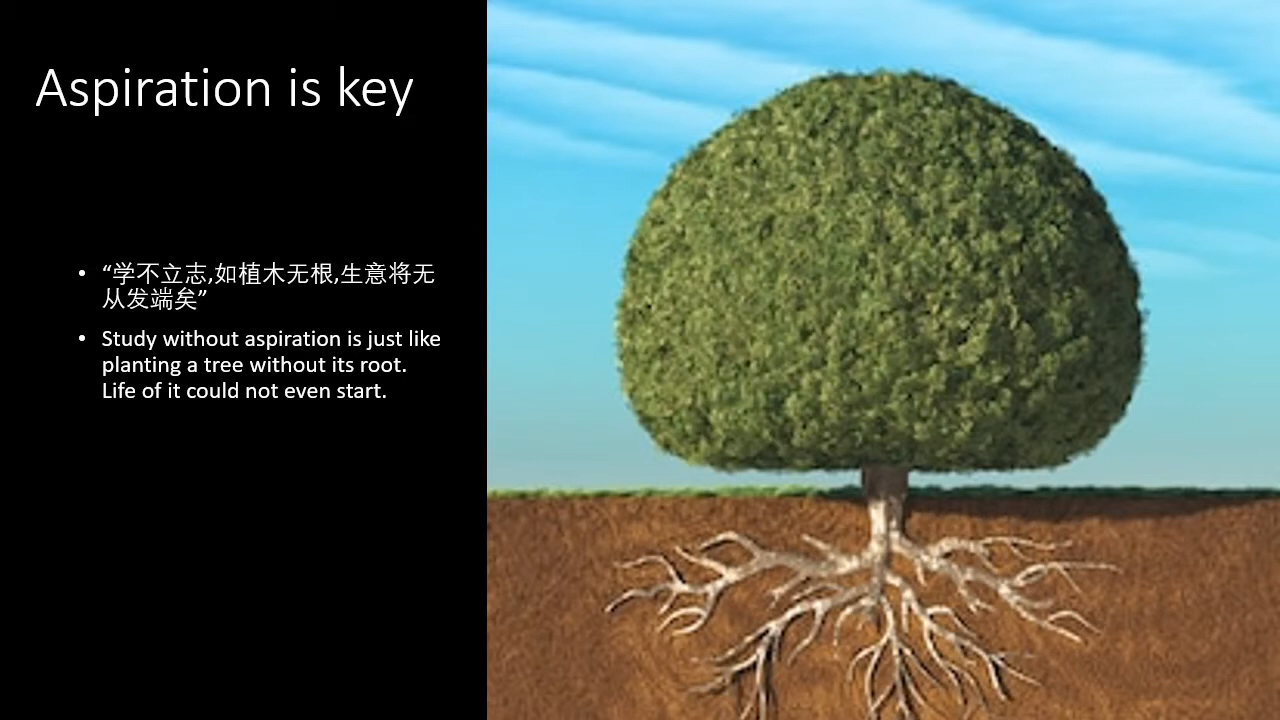 Aspiration is key
• “学不立志,如植木无根,生意将无
从发端矣”
• Study without aspiration is just like
planting a tree without its root.
Life of it could not even start.